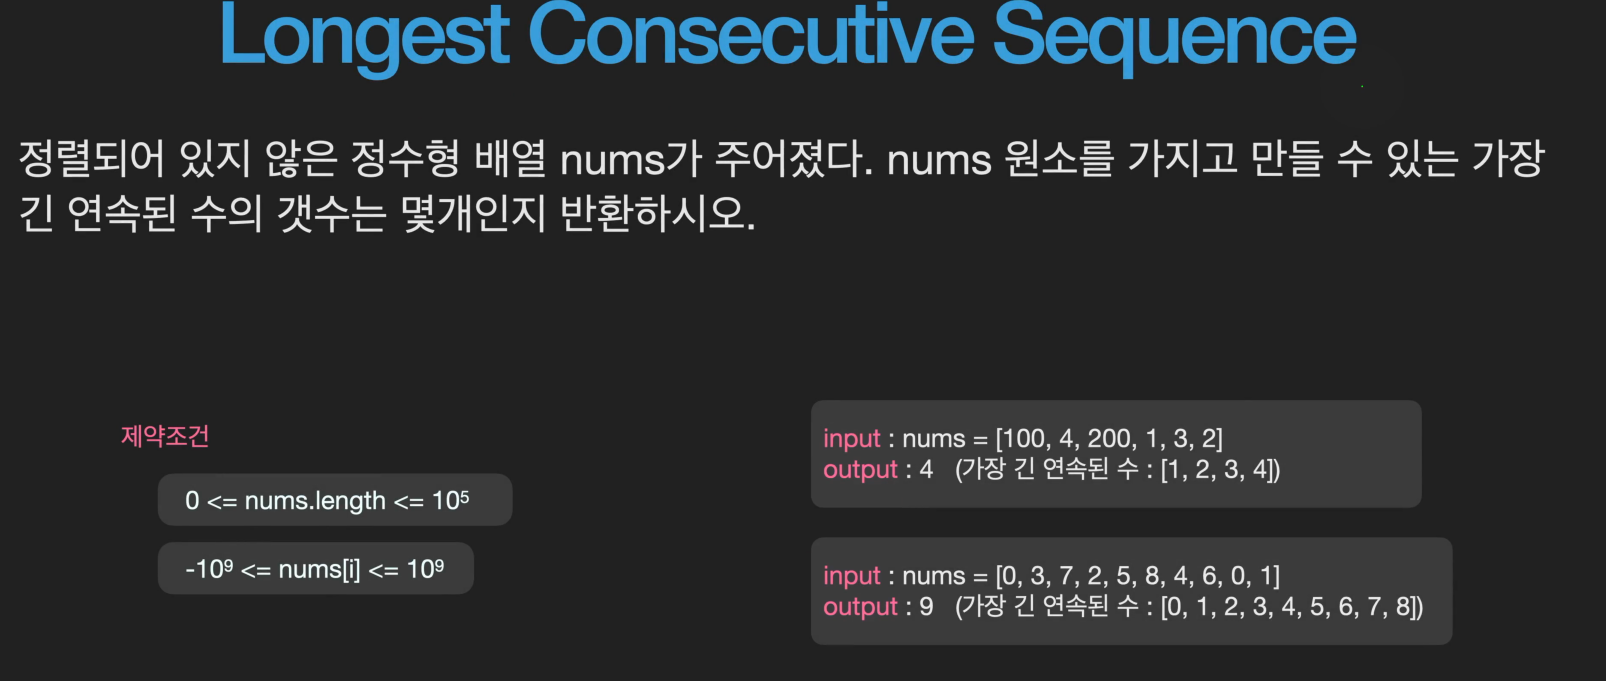 Longest Consecutive Sequence
정렬되어 있지 않은 정수형 배열 nums가 주어졌다. nums 원소를 가지고 만들 수 있는 가장
긴 연속된 수의 갯수는 몇개인지 반환하시오.
제약조건
0 <= nums.length <= 10⁵
-10⁹ <= nums[i] <= 10⁹
input : nums = [100, 4, 200, 1, 3, 2]
output : 4 (가장 긴 연속된 수 : [1, 2, 3, 4])
input : nums = [0, 3, 7, 2, 5, 8, 4, 6, 0, 1]
output : 9 (가장 긴 연속된 수 : [0, 1, 2, 3, 4, 5, 6, 7, 8])